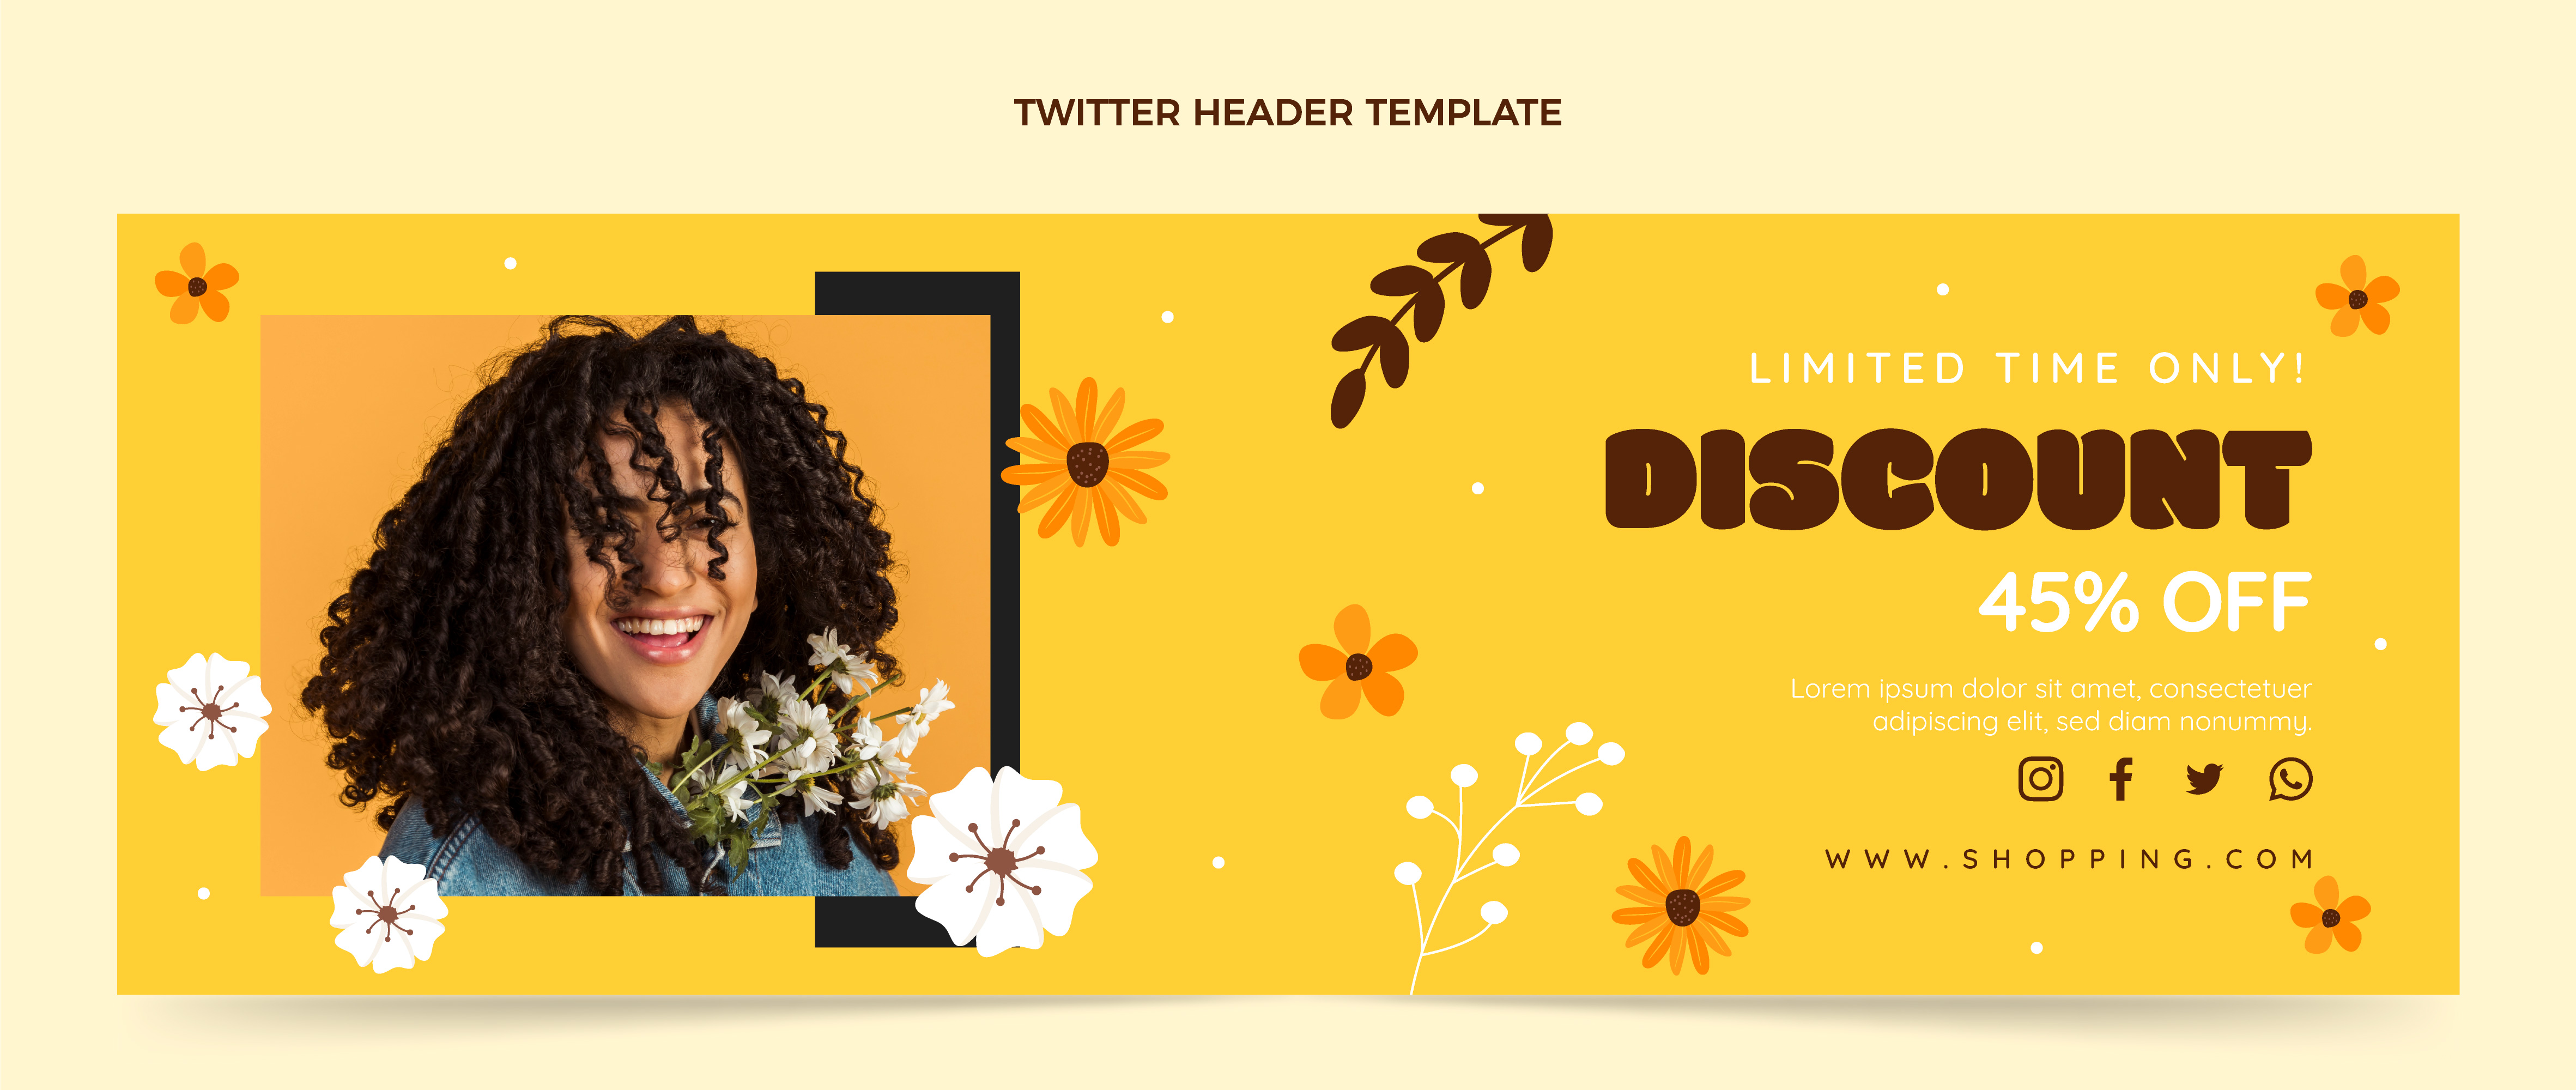 TWITTER HEADER TEMPLATE
LIMITED TIME ONLY!
DISCOUNT
45% OFF
Lorem ipsum dolor sit amet, consectetuer
adipiscing elit, sed diam nonummy.
WWW.SHOPPING.COM